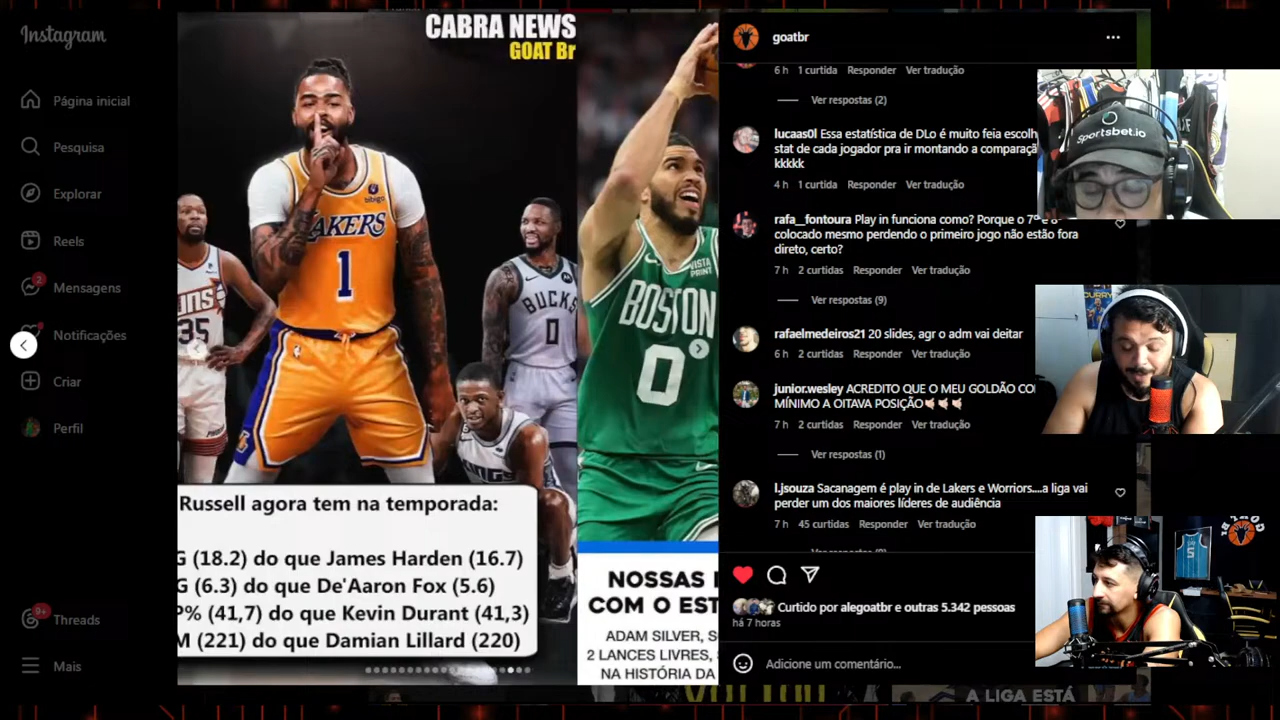 Instagram
Página inicial
Pesquisa
Explorar
Reels
2
Mensagens
Notificações
Criar
Perfil
9+
Threads
Mais
CABRA NEWS
GOAT Br
35
bibigo
LAKERS
1
BUCKS
0
KINGS
VISTA
PRINT
BOSTON
0
Russell agora tem na temporada:
G (18.2) do que James Harden (16.7)
G (6.3) do que De'Aaron Fox (5.6)
P% (41,7) do que Kevin Durant (41,3)
M (221) do que Damian Lillard (220)
NOSSAS
COM O EST
ADAM SILVER, S
2 LANCES LIVRES,
NA HISTÓRIA DA
goatbr
6 h 1 curtida Responder Ver tradução
Ver respostas (2)
lucaas0l Essa estatística de DLo é muito feia escolh
stat de cada jogador pra ir montando a comparaçã
kkkkk
4 h 1 curtida Responder Ver tradução
rafa__fontoura Play in funciona como? Porque o 7º e 8º
colocado mesmo perdendo o primeiro jogo não estão fora
direto, certo?
7 h 2 curtidas Responder Ver tradução
Ver respostas (9)
rafaelmedeiros21 20 slides, agr o adm vai deitar
6 h 2 curtidas Responder Ver tradução
junior.wesley ACREDITO QUE O MEU GOLDÃO CO
MÍNIMO A OITAVA POSIÇÃO
7 h 2 curtidas Responder Ver tradução
Ver respostas (1)
l.jsouza Sacanagem é play in de Lakers e Worriors....a liga vai
perder um dos maiores líderes de audiência
7 h 45 curtidas Responder Ver tradução
Curtido por alegoatbr e outras 5.342 pessoas
há 7 horas
Adicione um comentário...
Sportsbet.io
CURRY
5
A LIGA ESTÁ